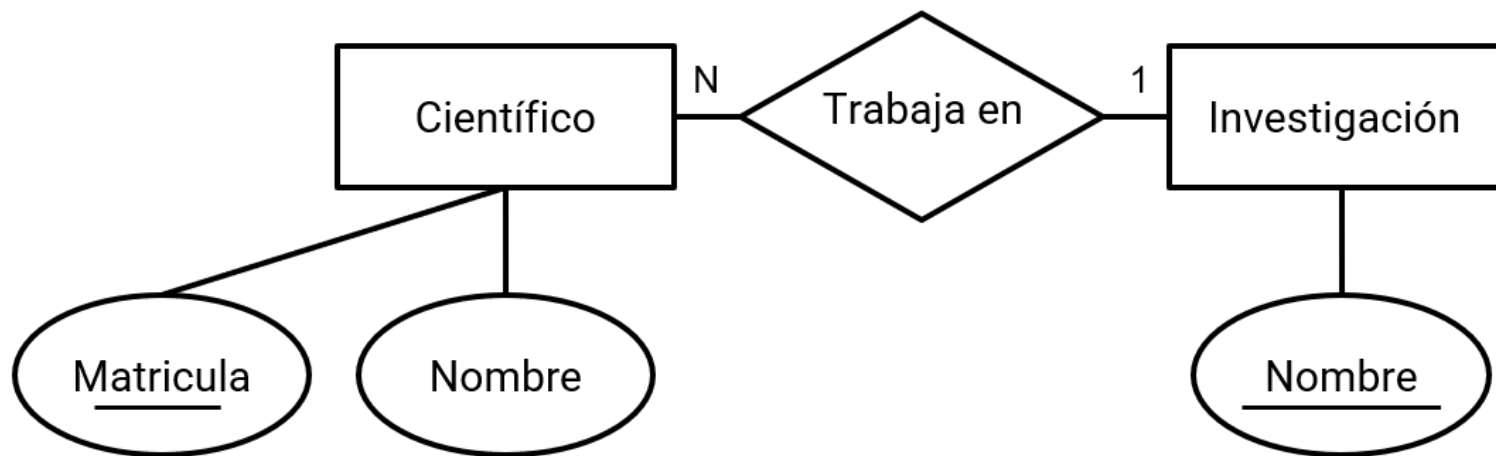 Científico
N
Trabaja en
1
Investigación
Matricula
Nombre
Nombre